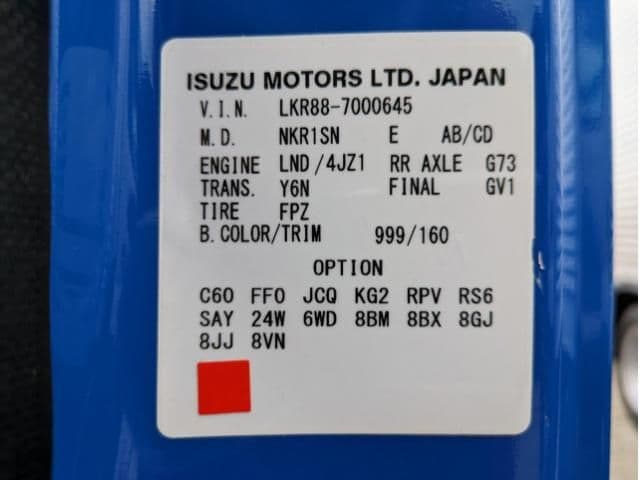 ISUZU MOTORS LTD. JAPAN
V.I.N. LKR88-7000645
M.D. NKR1SN E AB/CD
ENGINE LND/4JZ1 RR AXLE G73
TRANS. Y6N FINAL GV1
TIRE FPZ
B.COLOR/TRIM 999/160
OPTION
C60 FF0 JCQ KG2 RPV RS6
SAY 24W 6WD 8BM 8BX 8GJ
8JJ 8VN